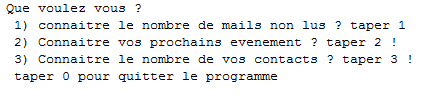 Que voulez vous ?
1) connaitre le nombre de mails non lus ? taper 1
2) Connaitre vos prochains evenement ? taper 2 !
3) Connaitre le nombre de vos contacts ? taper 3 !
taper 0 pour quitter le programme